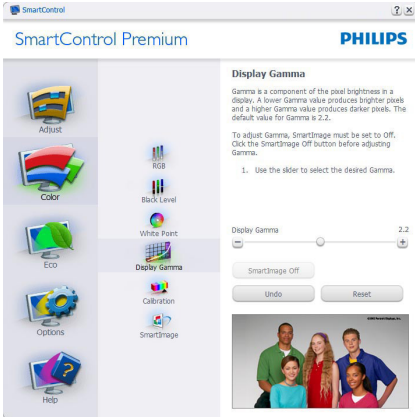 SmartControl
SmartControl Premium
PHILIPS
Adjust
Color
Eco
Options
Help
RGB
Black Level
White Point
Display Gamma
Calibration
SmartImage
Display Gamma
Gamma is a component of the pixel brightness in a
display. A lower Gamma value produces brighter pixels
and a higher Gamma value produces darker pixels. The
default value for Gamma is 2.2.
To adjust Gamma, SmartImage must be set to Off.
Click the SmartImage Off button before adjusting
Gamma.
1. Use the slider to select the desired Gamma.
Display Gamma 2.2
SmartImage Off
Undo Reset